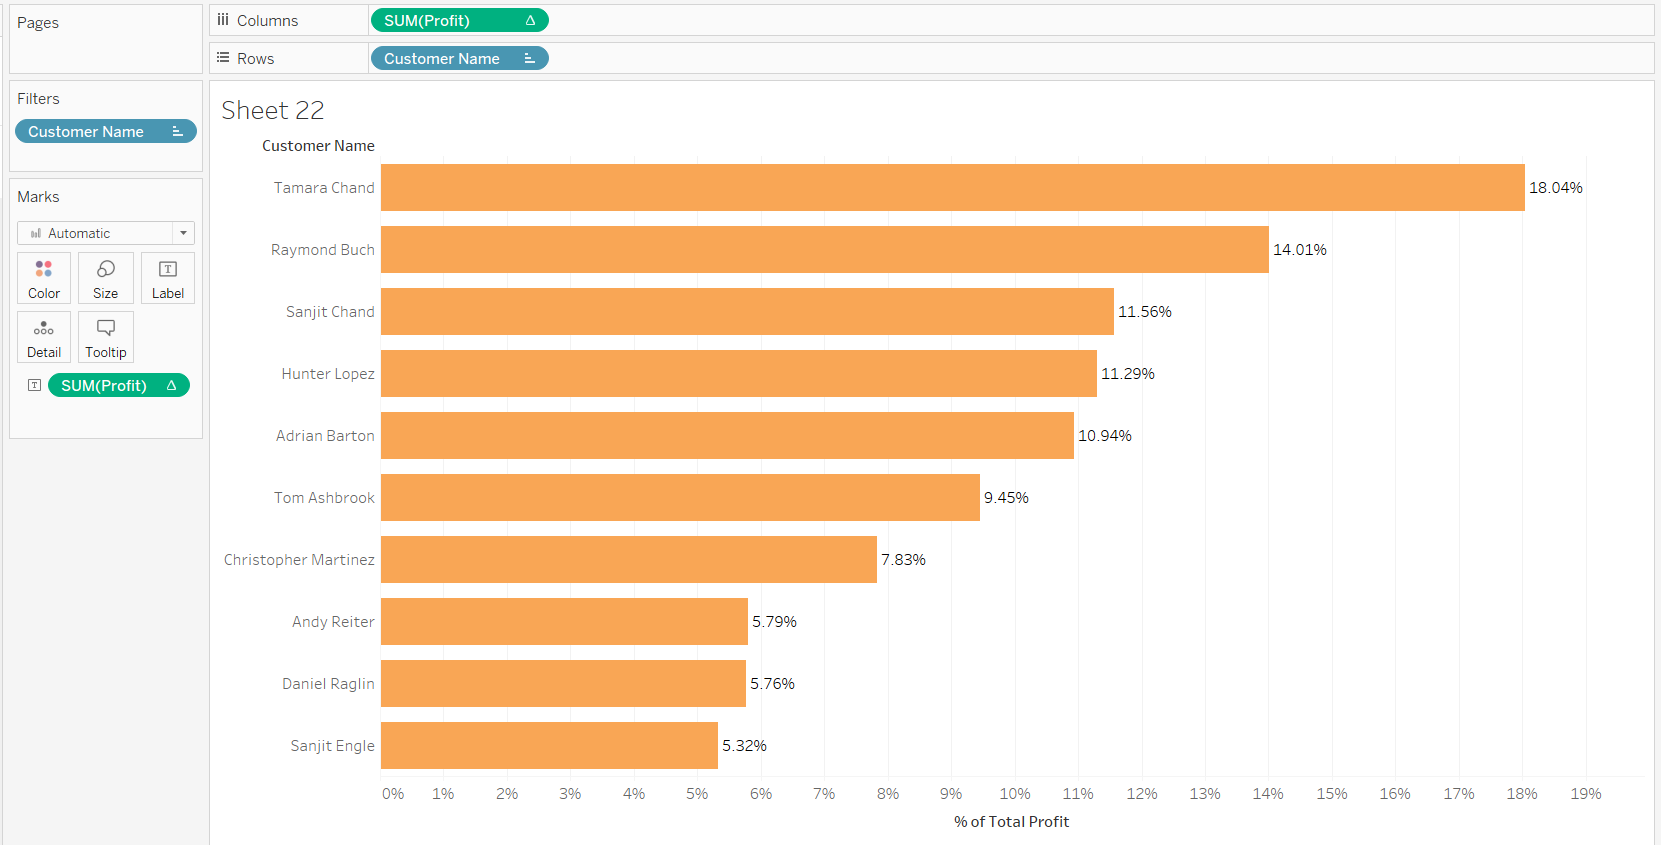 Pages
Columns SUM(Profit) Δ
Rows Customer Name
Filters
Customer Name
Marks
Automatic
Color Size T Label
Detail Tooltip
T SUM(Profit) Δ
Sheet 22
Customer Name
Tamara Chand 18.04%
Raymond Buch 14.01%
Sanjit Chand 11.56%
Hunter Lopez 11.29%
Adrian Barton 10.94%
Tom Ashbrook 9.45%
Christopher Martinez 7.83%
Andy Reiter 5.79%
Daniel Raglin 5.76%
Sanjit Engle 5.32%
0% 1% 2% 3% 4% 5% 6% 7% 8% 9% 10% 11% 12% 13% 14% 15% 16% 17% 18% 19%
% of Total Profit